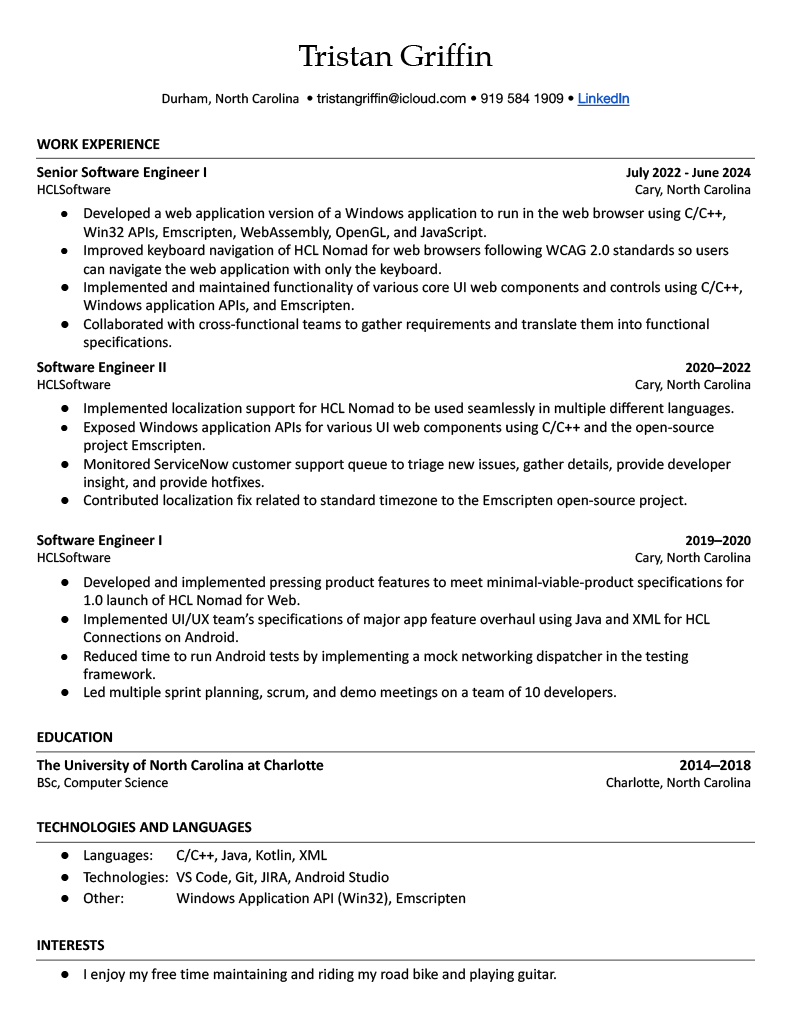 Tristan Griffin
Durham, North Carolina • tristangriffin@icloud.com • 919 584 1909 • LinkedIn
WORK EXPERIENCE
Senior Software Engineer I July 2022 - June 2024
HCLSoftware Cary, North Carolina
● Developed a web application version of a Windows application to run in the web browser using C/C++,
Win32 APIs, Emscripten, WebAssembly, OpenGL, and JavaScript.
● Improved keyboard navigation of HCL Nomad for web browsers following WCAG 2.0 standards so users
can navigate the web application with only the keyboard.
● Implemented and maintained functionality of various core UI web components and controls using C/C++,
Windows application APIs, and Emscripten.
● Collaborated with cross-functional teams to gather requirements and translate them into functional
specifications.
Software Engineer II 2020–2022
HCLSoftware Cary, North Carolina
● Implemented localization support for HCL Nomad to be used seamlessly in multiple different languages.
● Exposed Windows application APIs for various UI web components using C/C++ and the open-source
project Emscripten.
● Monitored ServiceNow customer support queue to triage new issues, gather details, provide developer
insight, and provide hotfixes.
● Contributed localization fix related to standard timezone to the Emscripten open-source project.
Software Engineer I 2019–2020
HCLSoftware Cary, North Carolina
● Developed and implemented pressing product features to meet minimal-viable-product specifications for
1.0 launch of HCL Nomad for Web.
● Implemented UI/UX team’s specifications of major app feature overhaul using Java and XML for HCL
Connections on Android.
● Reduced time to run Android tests by implementing a mock networking dispatcher in the testing
framework.
● Led multiple sprint planning, scrum, and demo meetings on a team of 10 developers.
EDUCATION
The University of North Carolina at Charlotte 2014–2018
BSc, Computer Science Charlotte, North Carolina
TECHNOLOGIES AND LANGUAGES
● Languages: C/C++, Java, Kotlin, XML
● Technologies: VS Code, Git, JIRA, Android Studio
● Other: Windows Application API (Win32), Emscripten
INTERESTS
● I enjoy my free time maintaining and riding my road bike and playing guitar.